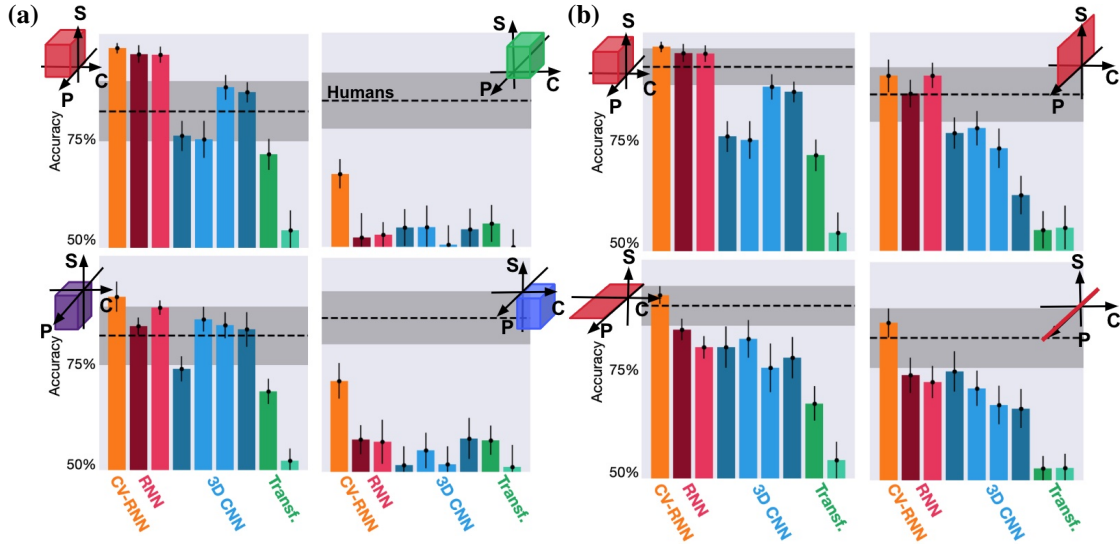 (a)
S
C
P
Accuracy
75%
50%
S
C
P
Humans
S
C
P
Accuracy
75%
50%
CV-RNN
RNN
3D CNN
Transf.
S
C
P
CV-RNN
RNN
3D CNN
Transf.
(b)
S
C
P
Accuracy
75%
50%
S
C
P
S
C
P
Accuracy
75%
50%
CV-RNN
RNN
3D CNN
Transf.
S
C
P
CV-RNN
RNN
3D CNN
Transf.